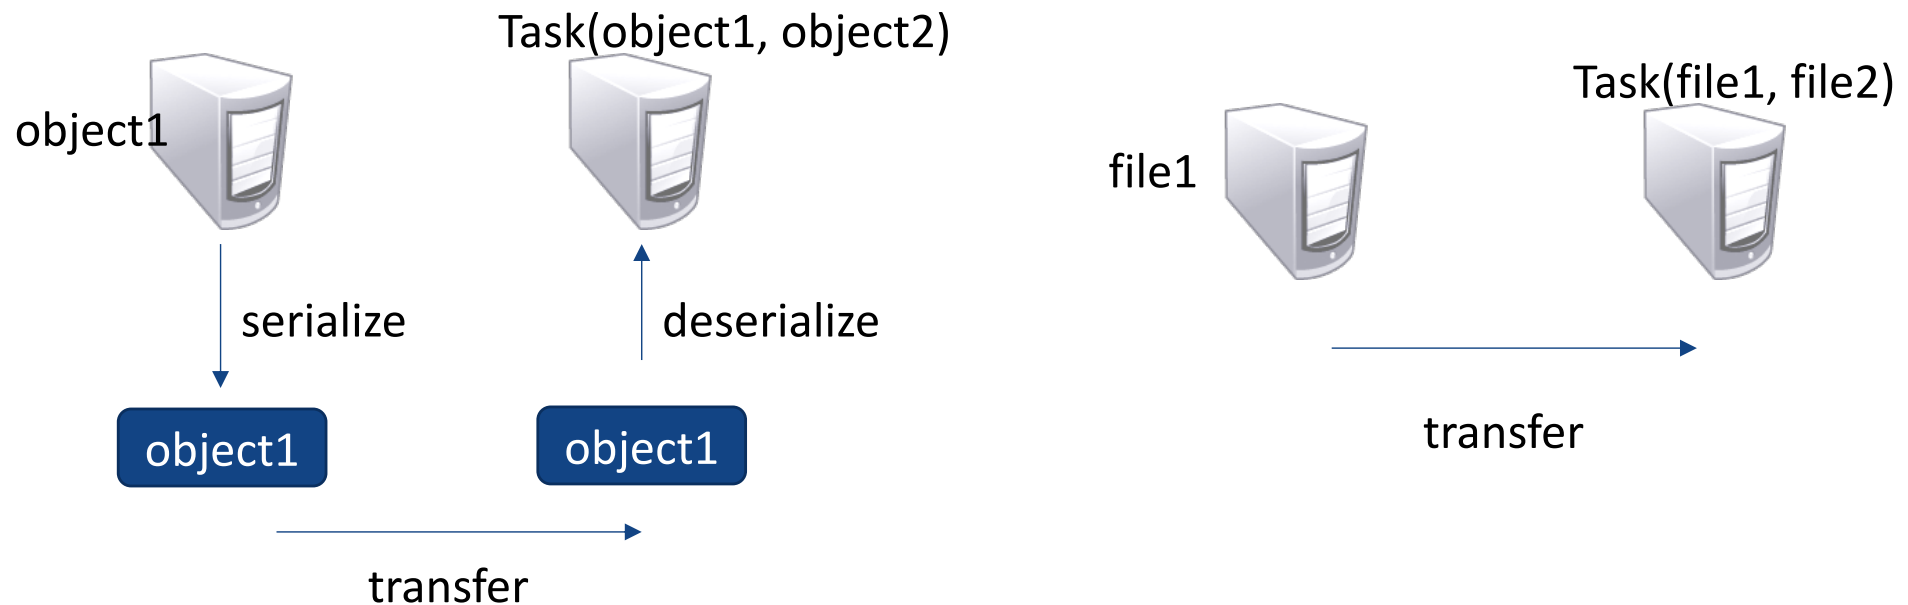 Task(object1, object2)
object1
serialize
deserialize
object1
object1
transfer
Task(file1, file2)
file1
transfer